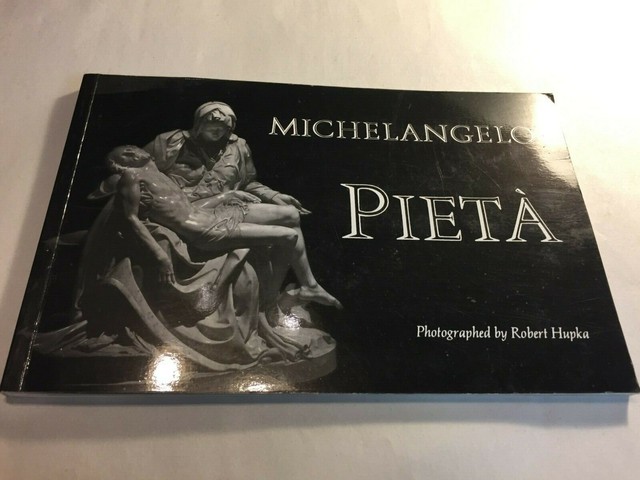 MICHELANGELO
PIETÀ
Photographed by Robert Hupka